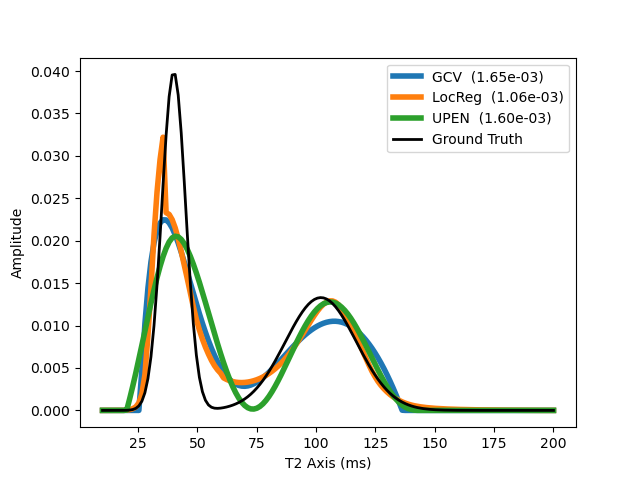 0.040
0.035
0.030
0.025
0.020
0.015
0.010
0.005
0.000
Amplitude
GCV (1.65e-03)
LocReg (1.06e-03)
UPEN (1.60e-03)
Ground Truth
25 50 75 100 125 150 175 200
T2 Axis (ms)